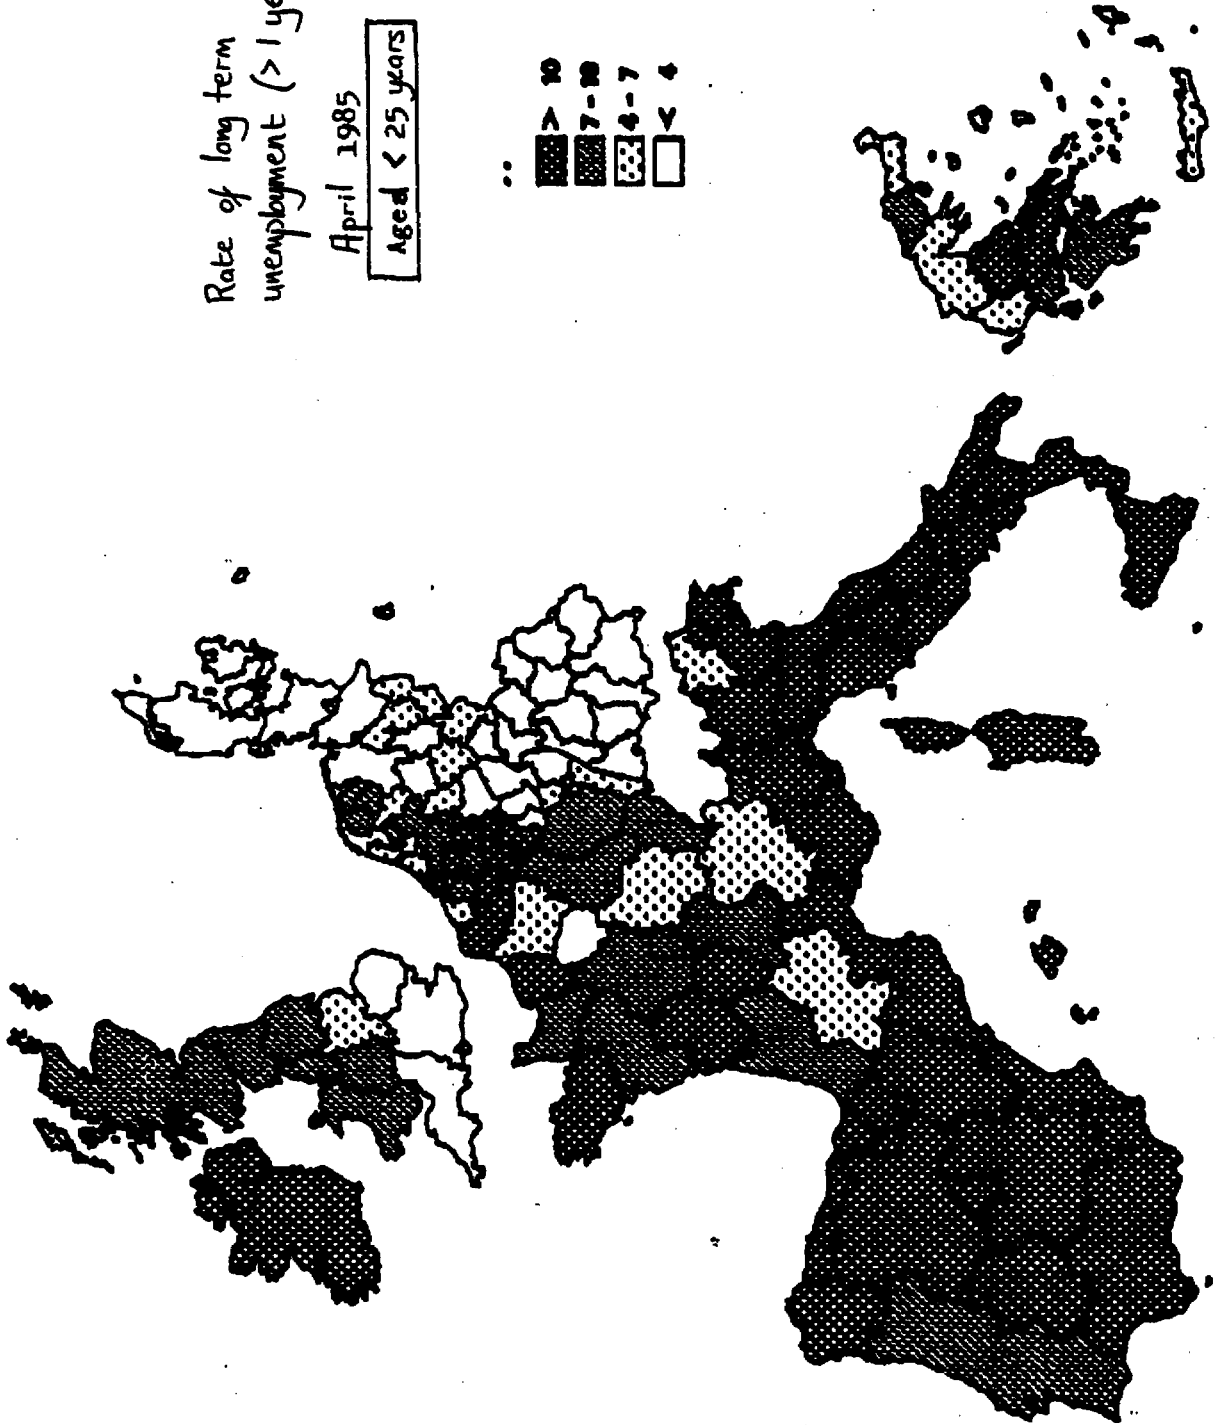 Rate of long term
unemployment (> 1 ye
April 1985
Aged < 25 years
> 10
7 - 10
4 - 7
< 4